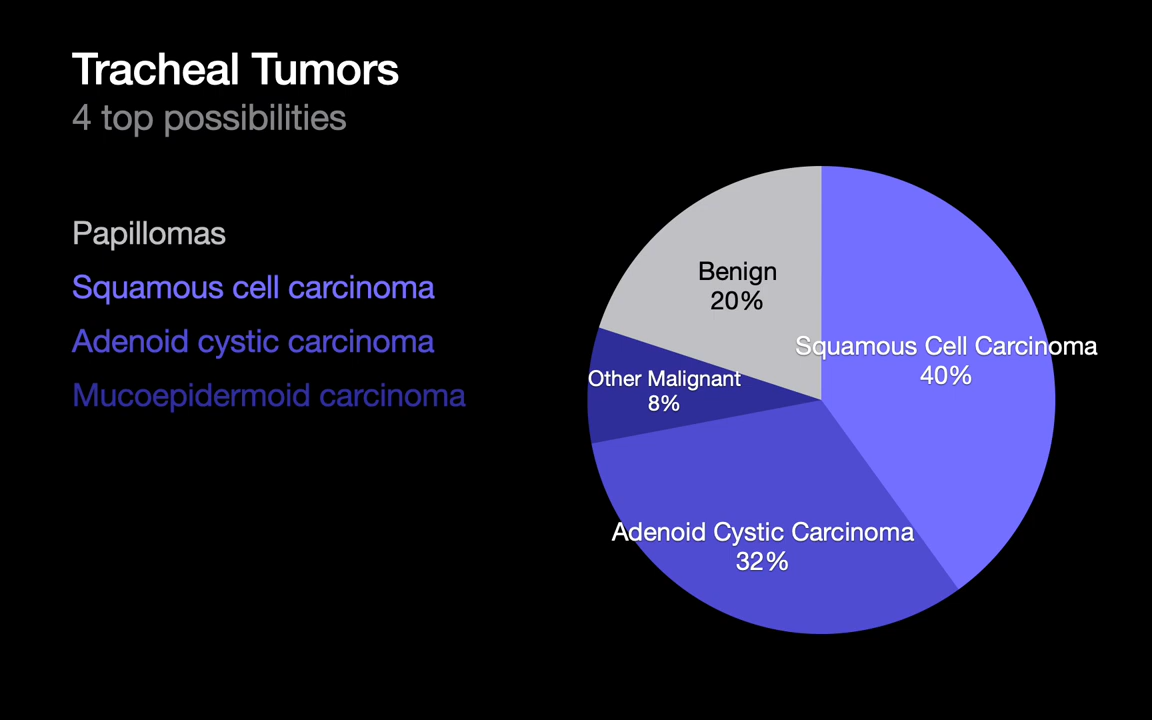 Tracheal Tumors
4 top possibilities
Papillomas
Squamous cell carcinoma
Adenoid cystic carcinoma
Mucoepidermoid carcinoma
Benign
20%
Squamous Cell Carcinoma
40%
Other Malignant
8%
Adenoid Cystic Carcinoma
32%